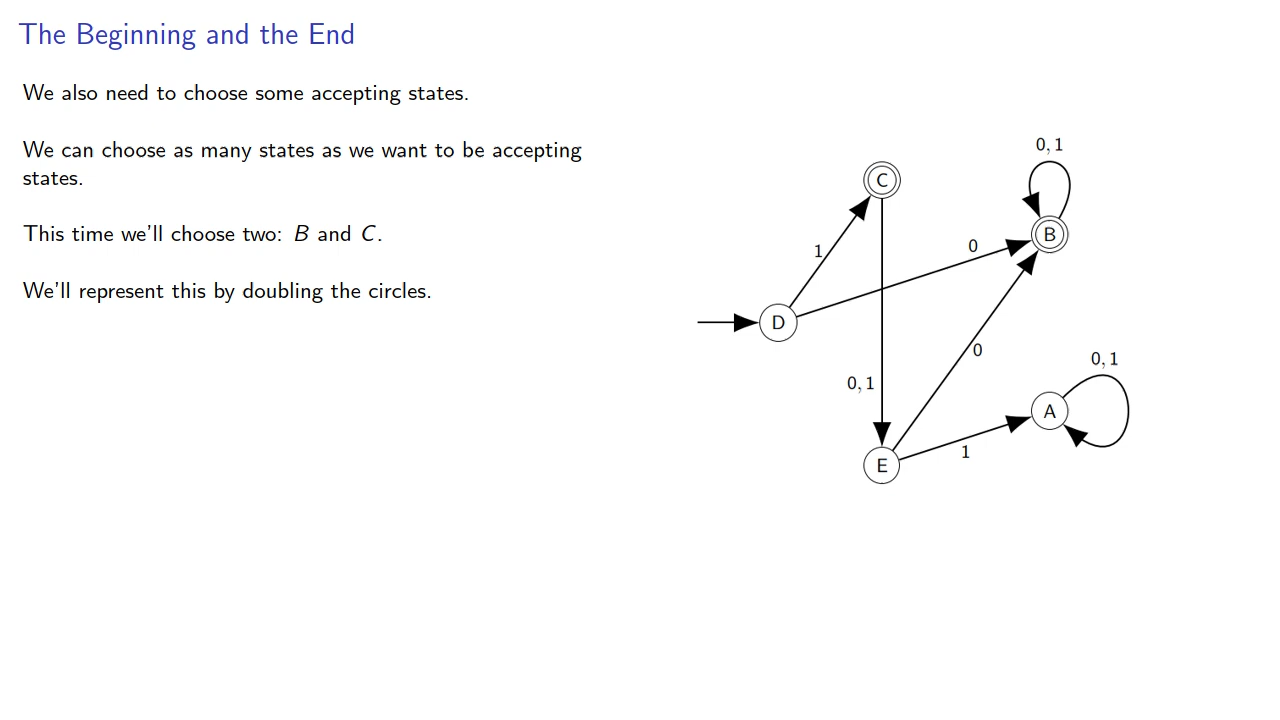 The Beginning and the End
We also need to choose some accepting states.
We can choose as many states as we want to be accepting
states.
This time we'll choose two: B and C.
We'll represent this by doubling the circles.
0, 1
C
B
1
0
D
0
0, 1
0, 1
A
1
E